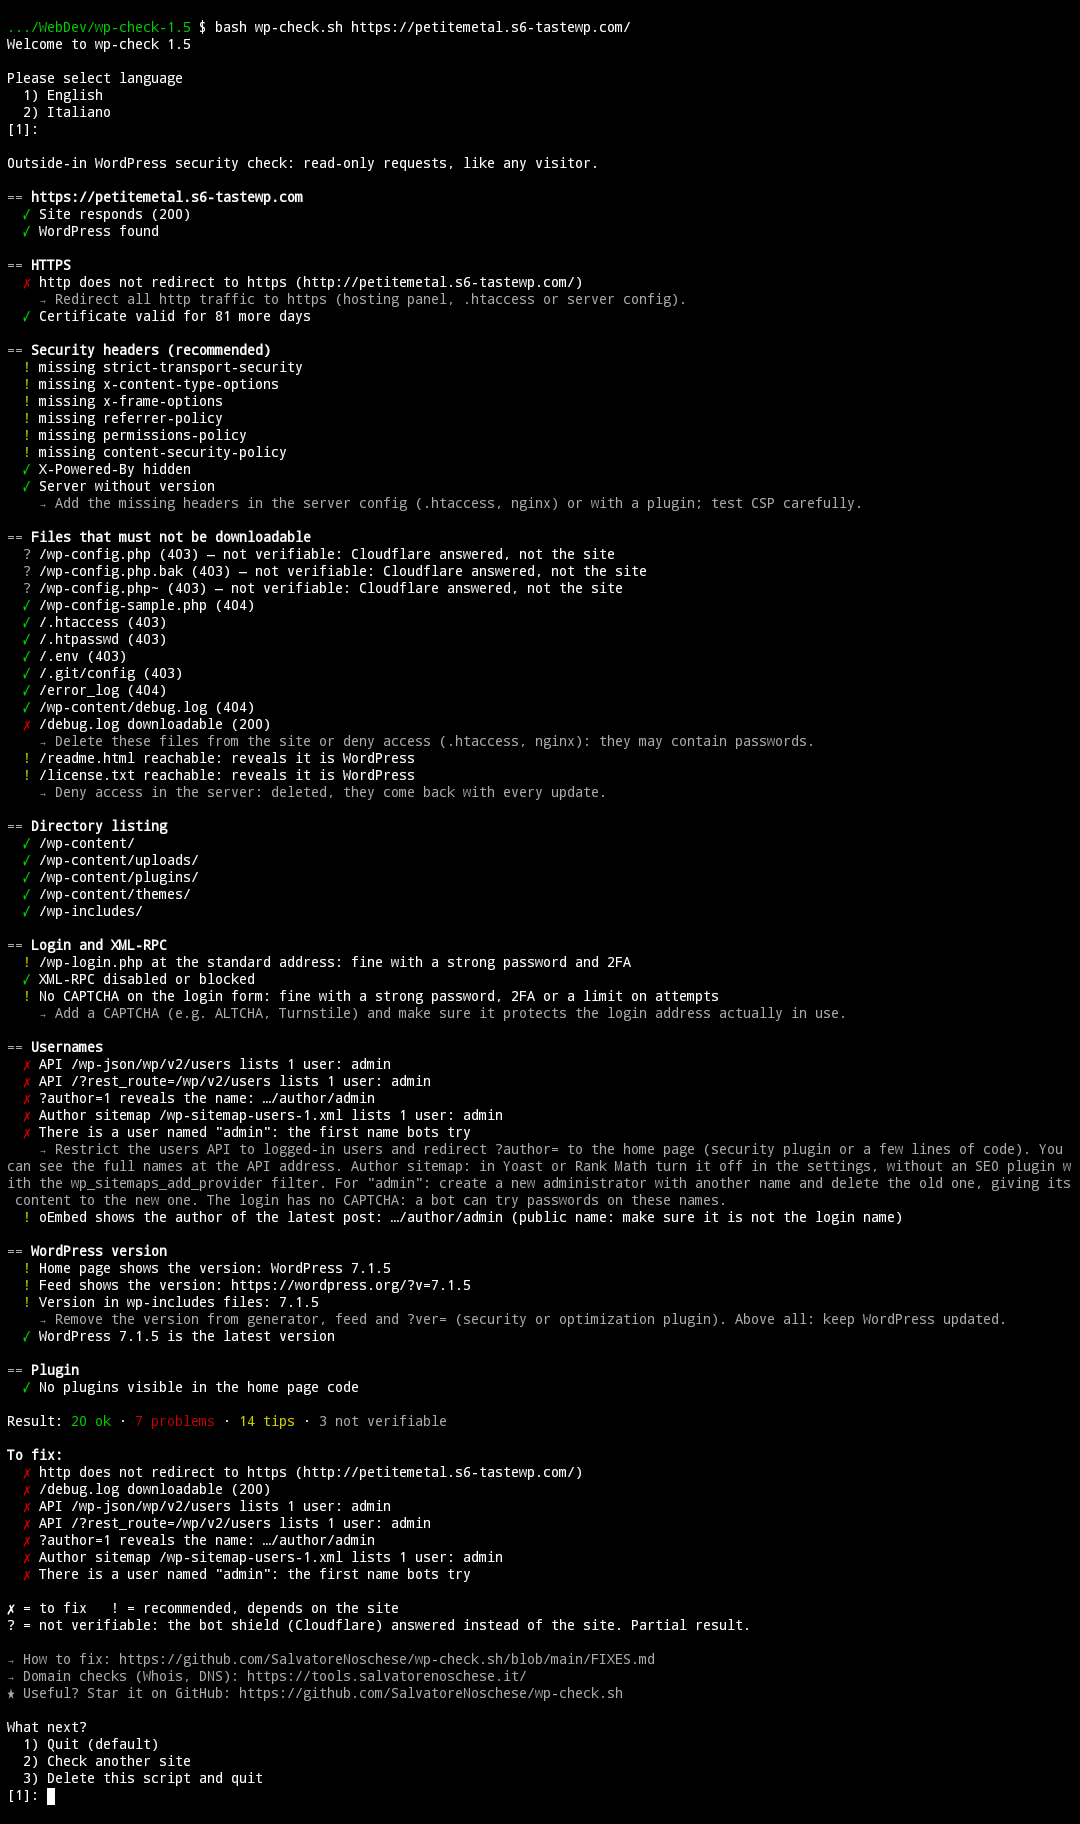 .../WebDev/wp-check-1.5 $ bash wp-check.sh https://petitemetal.s6-tastewp.com/
Welcome to wp-check 1.5
Please select language
1) English
2) Italiano
[1]:
Outside-in WordPress security check: read-only requests, like any visitor.
== https://petitemetal.s6-tastewp.com
✓ Site responds (200)
✓ WordPress found
== HTTPS
✗ http does not redirect to https (http://petitemetal.s6-tastewp.com/)
→ Redirect all http traffic to https (hosting panel, .htaccess or server config).
✓ Certificate valid for 81 more days
== Security headers (recommended)
! missing strict-transport-security
! missing x-content-type-options
! missing x-frame-options
! missing referrer-policy
! missing permissions-policy
! missing content-security-policy
✓ X-Powered-By hidden
✓ Server without version
→ Add the missing headers in the server config (.htaccess, nginx) or with a plugin; test CSP carefully.
== Files that must not be downloadable
? /wp-config.php (403) — not verifiable: Cloudflare answered, not the site
? /wp-config.php.bak (403) — not verifiable: Cloudflare answered, not the site
? /wp-config.php~ (403) — not verifiable: Cloudflare answered, not the site
✓ /wp-config-sample.php (404)
✓ /.htaccess (403)
✓ /.htpasswd (403)
✓ /.env (403)
✓ /.git/config (403)
✓ /error_log (404)
✓ /wp-content/debug.log (404)
✗ /debug.log downloadable (200)
→ Delete these files from the site or deny access (.htaccess, nginx): they may contain passwords.
! /readme.html reachable: reveals it is WordPress
! /license.txt reachable: reveals it is WordPress
→ Deny access in the server: deleted, they come back with every update.
== Directory listing
✓ /wp-content/
✓ /wp-content/uploads/
✓ /wp-content/plugins/
✓ /wp-content/themes/
✓ /wp-includes/
== Login and XML-RPC
! /wp-login.php at the standard address: fine with a strong password and 2FA
✓ XML-RPC disabled or blocked
! No CAPTCHA on the login form: fine with a strong password, 2FA or a limit on attempts
→ Add a CAPTCHA (e.g. ALTCHA, Turnstile) and make sure it protects the login address actually in use.
== Usernames
✗ API /wp-json/wp/v2/users lists 1 user: admin
✗ API /?rest_route=/wp/v2/users lists 1 user: admin
✗ ?author=1 reveals the name: …/author/admin
✗ Author sitemap /wp-sitemap-users-1.xml lists 1 user: admin
✗ There is a user named "admin": the first name bots try
→ Restrict the users API to logged-in users and redirect ?author= to the home page (security plugin or a few lines of code). You
can see the full names at the API address. Author sitemap: in Yoast or Rank Math turn it off in the settings, without an SEO plugin w
ith the wp_sitemaps_add_provider filter. For "admin": create a new administrator with another name and delete the old one, giving its
content to the new one. The login has no CAPTCHA: a bot can try passwords on these names.
! oEmbed shows the author of the latest post: …/author/admin (public name: make sure it is not the login name)
== WordPress version
! Home page shows the version: WordPress 7.1.5
! Feed shows the version: https://wordpress.org/?v=7.1.5
! Version in wp-includes files: 7.1.5
→ Remove the version from generator, feed and ?ver= (security or optimization plugin). Above all: keep WordPress updated.
✓ WordPress 7.1.5 is the latest version
== Plugin
✓ No plugins visible in the home page code
Result: 20 ok · 7 problems · 14 tips · 3 not verifiable
To fix:
✗ http does not redirect to https (http://petitemetal.s6-tastewp.com/)
✗ /debug.log downloadable (200)
✗ API /wp-json/wp/v2/users lists 1 user: admin
✗ API /?rest_route=/wp/v2/users lists 1 user: admin
✗ ?author=1 reveals the name: …/author/admin
✗ Author sitemap /wp-sitemap-users-1.xml lists 1 user: admin
✗ There is a user named "admin": the first name bots try
✗ = to fix   ! = recommended, depends on the site
? = not verifiable: the bot shield (Cloudflare) answered instead of the site. Partial result.
→ How to fix: https://github.com/SalvatoreNoschese/wp-check.sh/blob/main/FIXES.md
→ Domain checks (Whois, DNS): https://tools.salvatorenoschese.it/
★ Useful? Star it on GitHub: https://github.com/SalvatoreNoschese/wp-check.sh
What next?
1) Quit (default)
2) Check another site
3) Delete this script and quit
[1]: